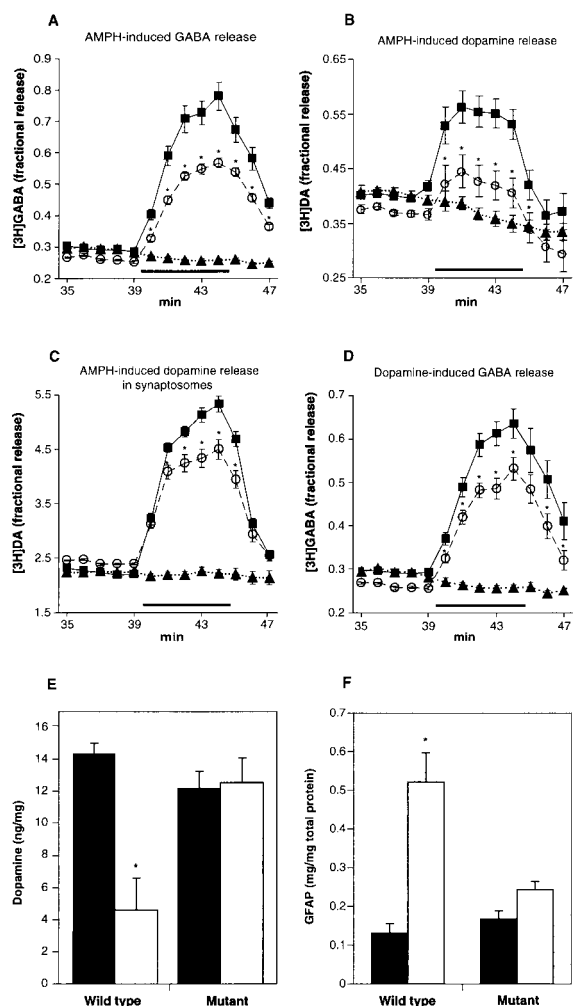 A
AMPH-induced GABA release
[3H]GABA (fractional release)
0.9
0.8
0.7
0.6
0.5
0.4
0.3
0.2
35 39 43 47
min
B
AMPH-induced dopamine release
[3H]DA (fractional release)
0.65
0.55
0.45
0.35
0.25
35 39 43 47
min
C
AMPH-induced dopamine release
in synaptosomes
[3H]DA (fractional release)
5.5
4.5
3.5
2.5
1.5
35 39 43 47
min
D
Dopamine-induced GABA release
[3H]GABA (fractional release)
0.7
0.6
0.5
0.4
0.3
0.2
35 39 43 47
min
E
Dopamine (ng/mg)
16
14
12
10
8
6
4
2
0
Wild type Mutant
F
GFAP (mg/mg total protein)
0.7
0.6
0.5
0.4
0.3
0.2
0.1
0
Wild type Mutant